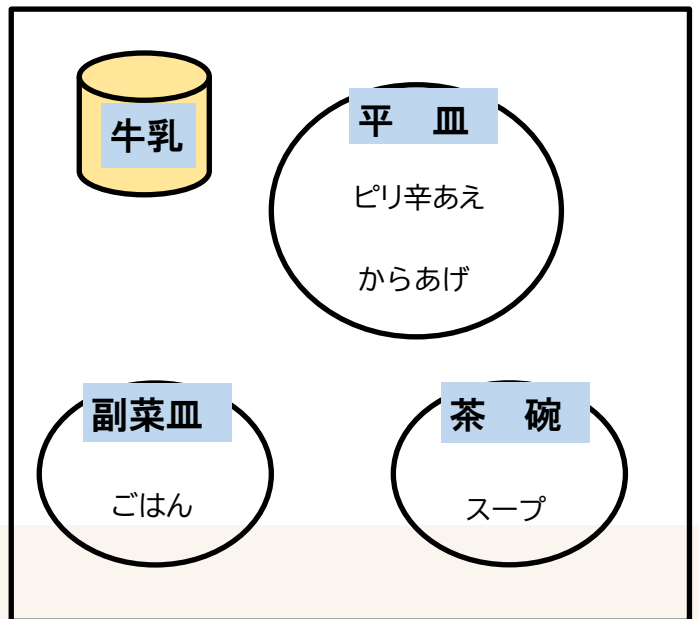 牛乳
平　皿
ピリ辛あえ
からあげ
副菜皿
ごはん
茶　碗
スープ